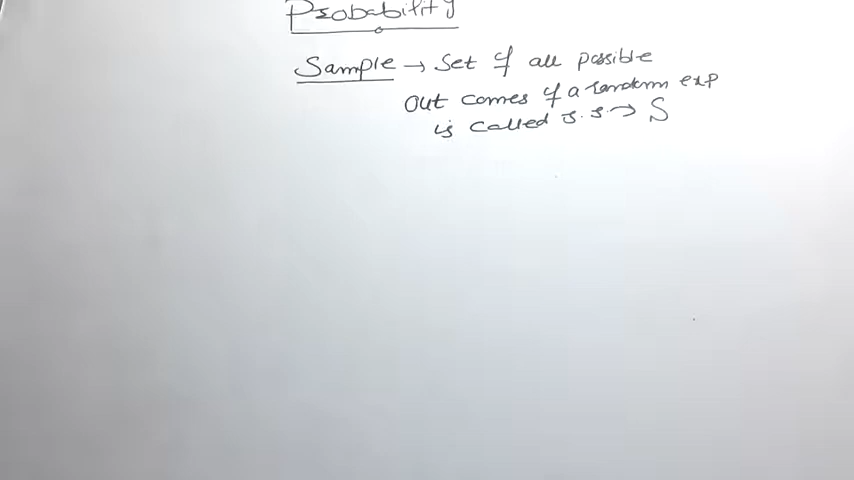 Probability
Sample → Set of all possible
out comes of a random exp
is called s.s. → S